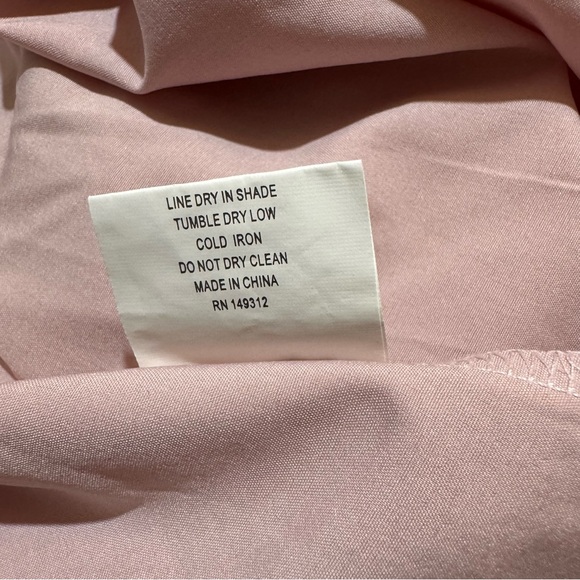 LINE DRY IN SHADE
TUMBLE DRY LOW
COLD IRON
DO NOT DRY CLEAN
MADE IN CHINA
RN 149312